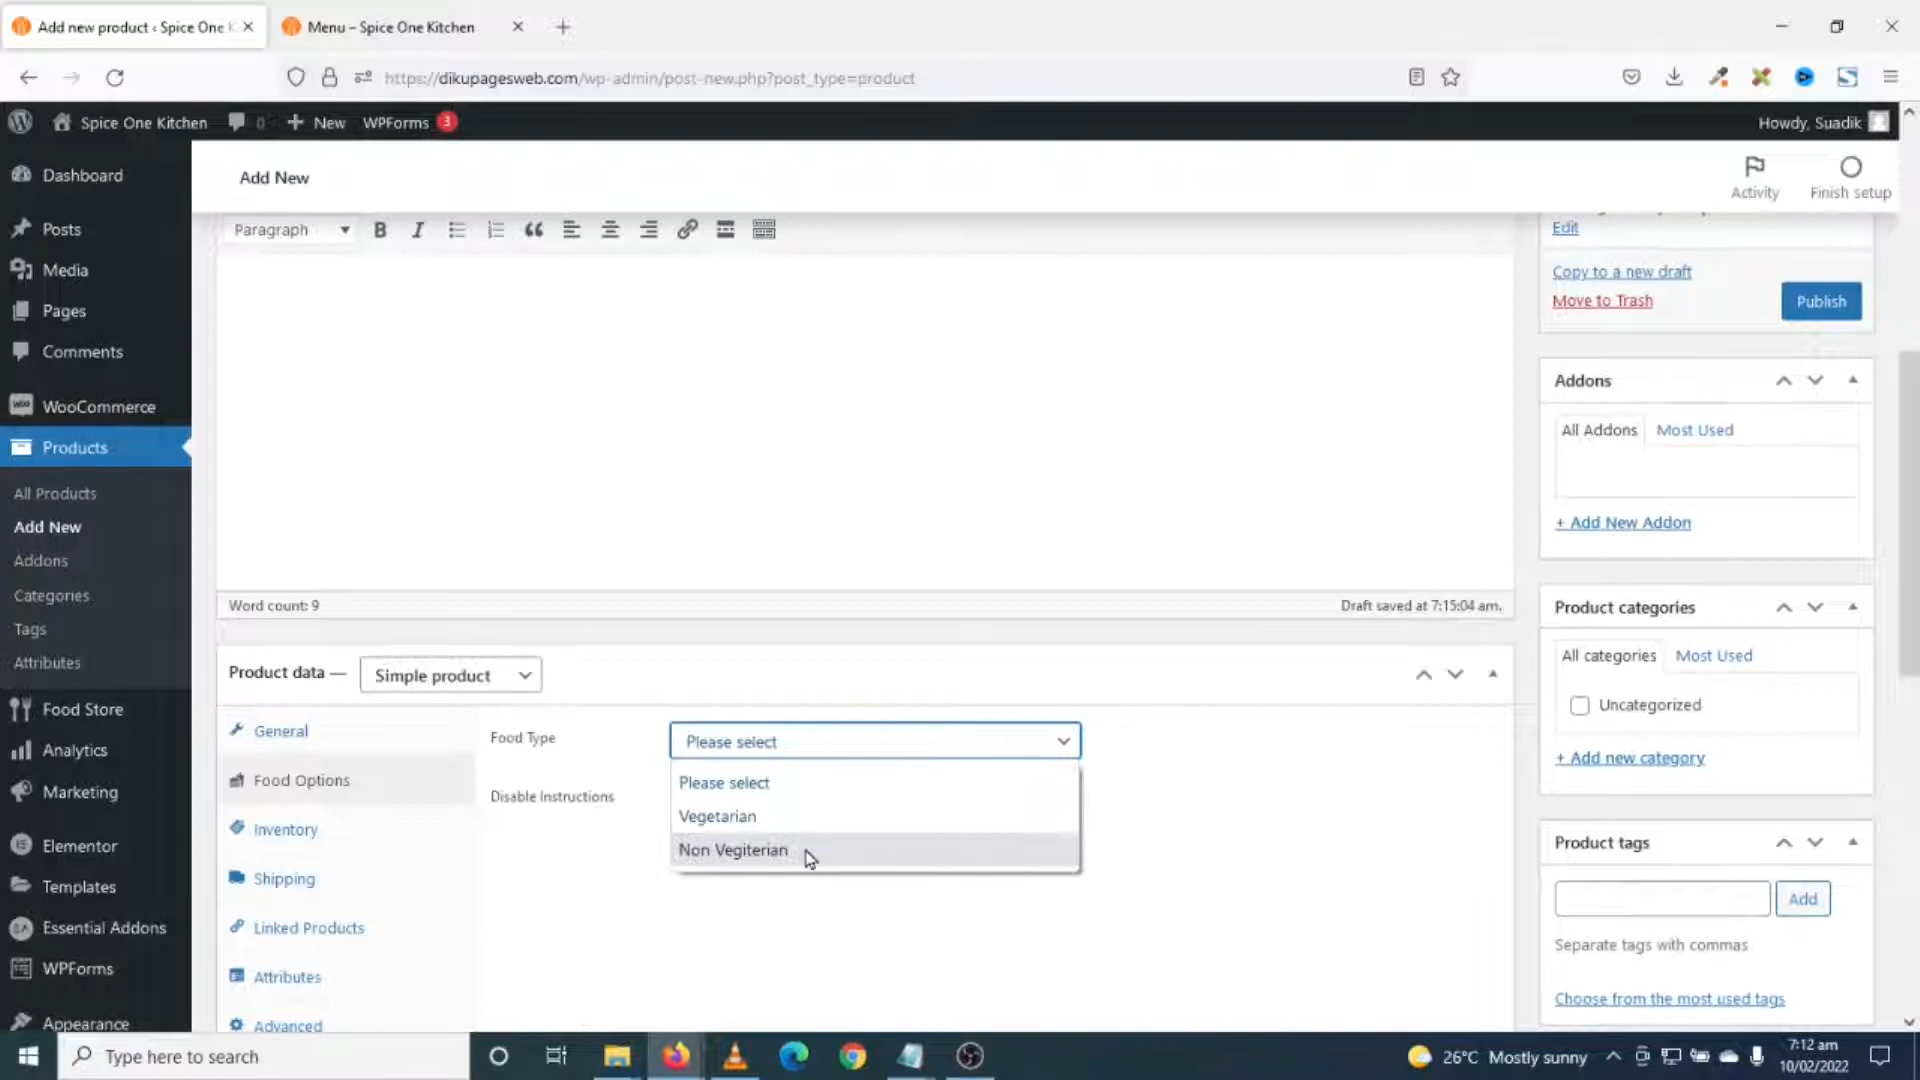 Add new product ‹ Spice One K
Menu – Spice One Kitchen
https://dikupagesweb.com/wp-admin/post-new.php?post_type=product
Spice One Kitchen
0
New
WPForms 3
Howdy, Suadik
Dashboard
Posts
Media
Pages
Comments
WooCommerce
Products
All Products
Add New
Addons
Categories
Tags
Attributes
Food Store
Analytics
Marketing
Elementor
Templates
Essential Addons
WPForms
Appearance
Add New
Activity
Finish setup
Paragraph
B I
Word count: 9
Draft saved at 7:15:04 am.
Product data —
Simple product
General
Food Options
Inventory
Shipping
Linked Products
Attributes
Advanced
Food Type
Please select
Please select
Vegetarian
Non Vegiterian
Disable Instructions
Edit
Copy to a new draft
Move to Trash
Publish
Addons
All Addons
Most Used
+ Add New Addon
Product categories
All categories
Most Used
Uncategorized
+ Add new category
Product tags
Add
Separate tags with commas
Choose from the most used tags
Type here to search
26°C Mostly sunny
7:12 am
10/02/2022